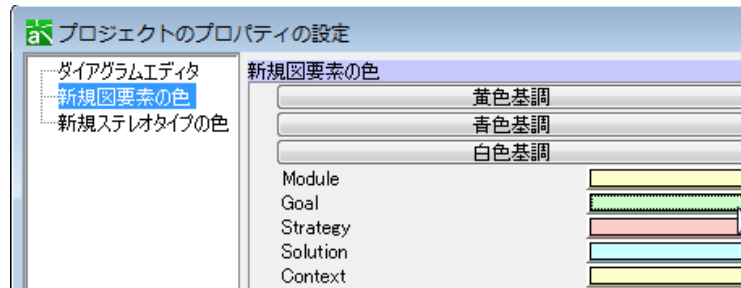 プロジェクトのプロパティの設定
ダイアグラムエディタ
新規図要素の色
新規ステレオタイプの色
新規図要素の色
黄色基調
青色基調
白色基調
Module
Goal
Strategy
Solution
Context